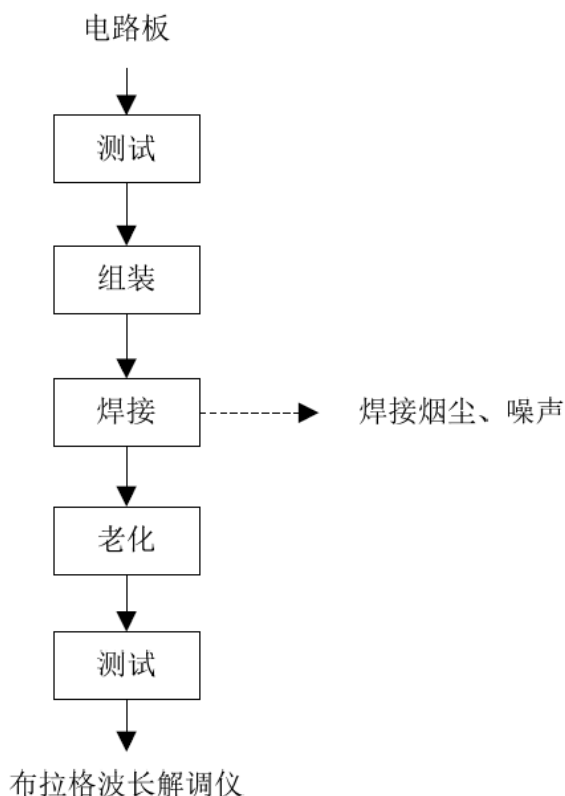 电路板
测试
组装
焊接
焊接烟尘、噪声
老化
测试
布拉格波长解调仪